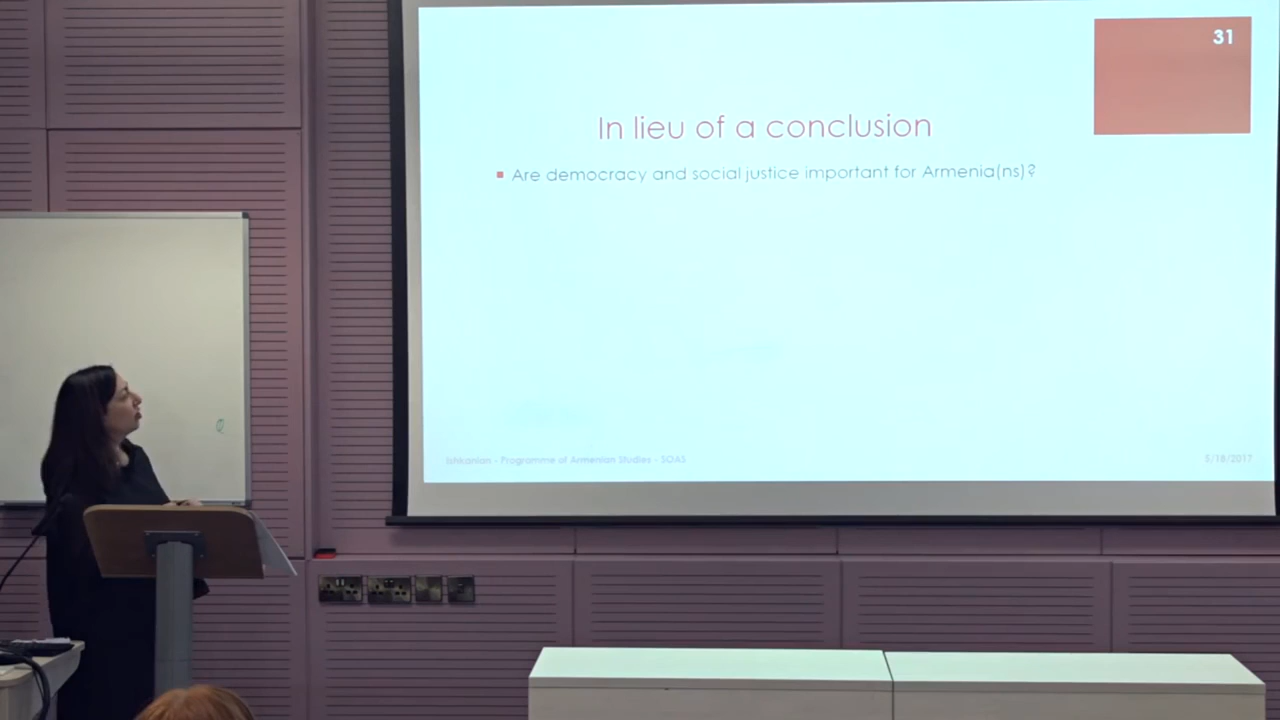 31
In lieu of a conclusion
Are democracy and social justice important for Armenia(ns)?
Ishkanian - Programme of Armenian Studies - SOAS
5/18/2017